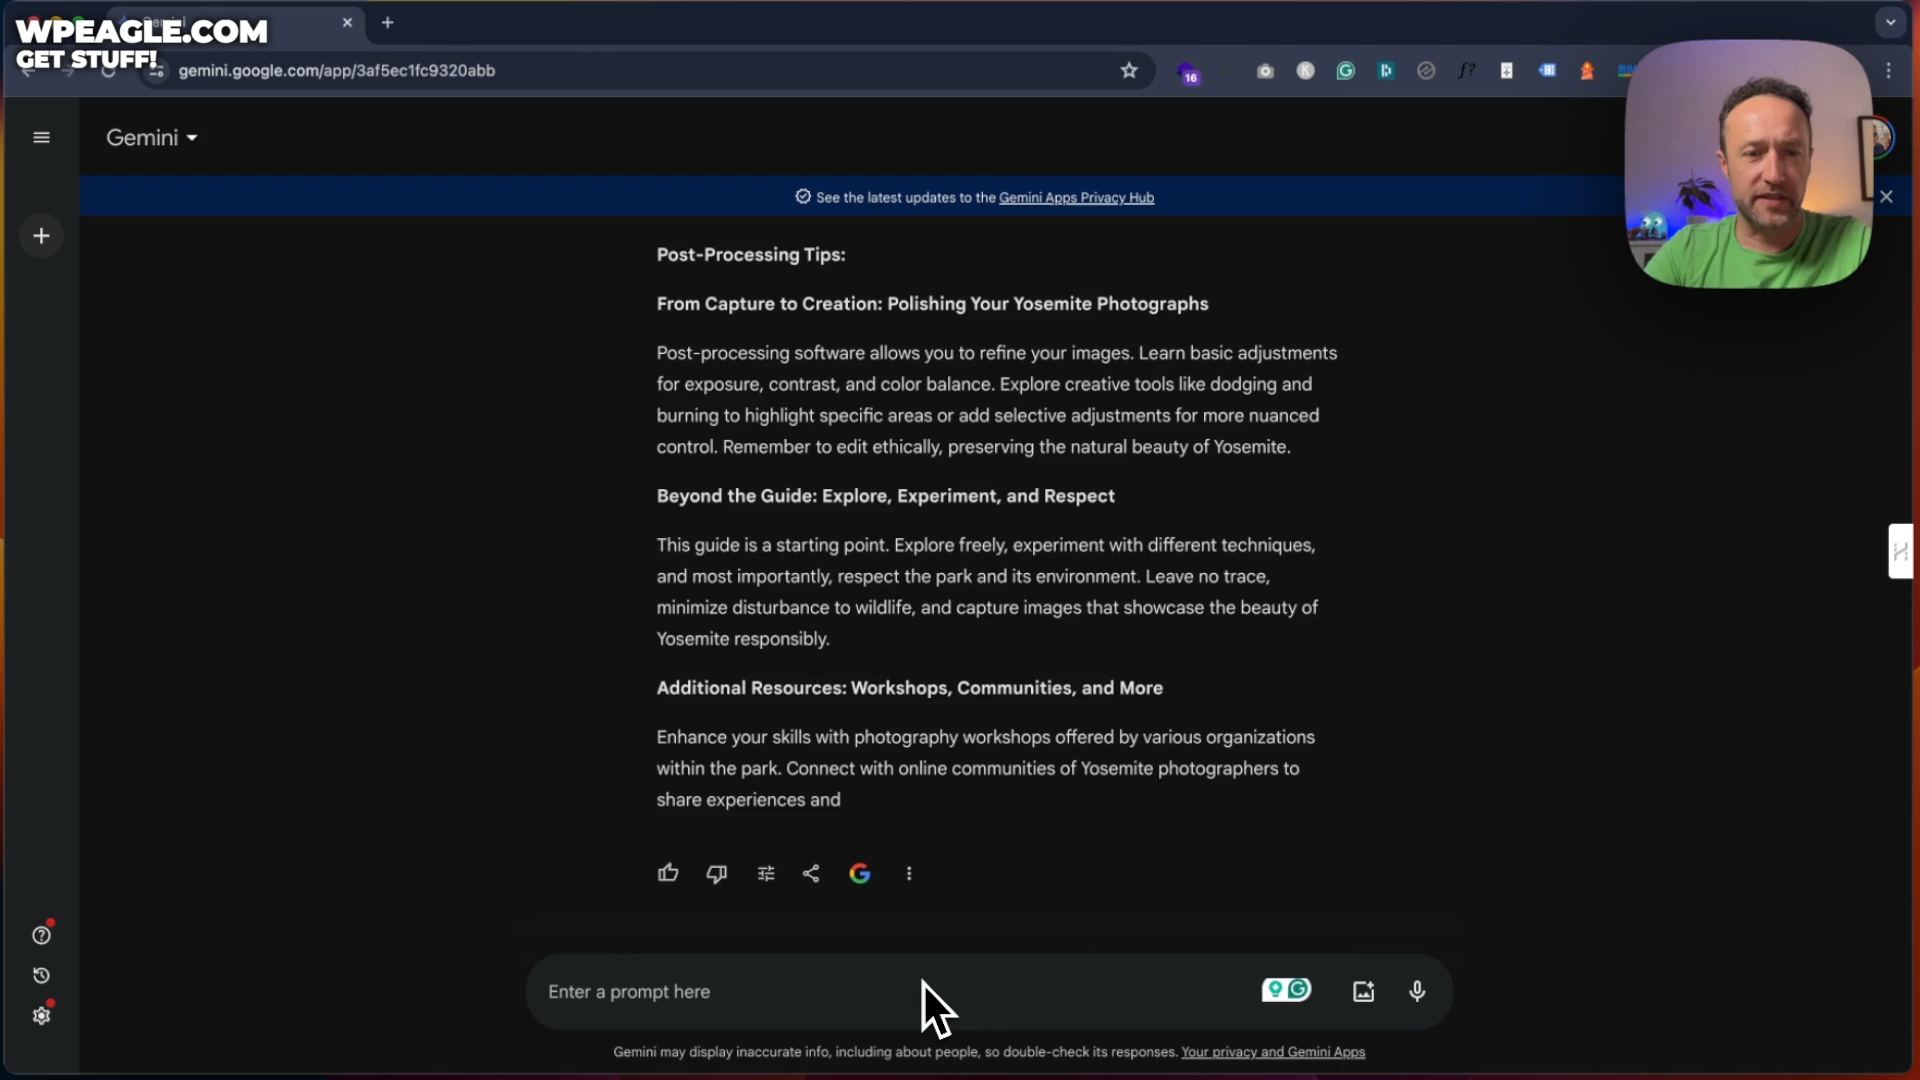 WPEAGLE.COM
GET STUFF!
gemini.google.com/app/3af5ec1fc9320abb
16
Gemini
See the latest updates to the Gemini Apps Privacy Hub
Post-Processing Tips:
From Capture to Creation: Polishing Your Yosemite Photographs
Post-processing software allows you to refine your images. Learn basic adjustments
for exposure, contrast, and color balance. Explore creative tools like dodging and
burning to highlight specific areas or add selective adjustments for more nuanced
control. Remember to edit ethically, preserving the natural beauty of Yosemite.
Beyond the Guide: Explore, Experiment, and Respect
This guide is a starting point. Explore freely, experiment with different techniques,
and most importantly, respect the park and its environment. Leave no trace,
minimize disturbance to wildlife, and capture images that showcase the beauty of
Yosemite responsibly.
Additional Resources: Workshops, Communities, and More
Enhance your skills with photography workshops offered by various organizations
within the park. Connect with online communities of Yosemite photographers to
share experiences and
Enter a prompt here
Gemini may display inaccurate info, including about people, so double-check its responses. Your privacy and Gemini Apps